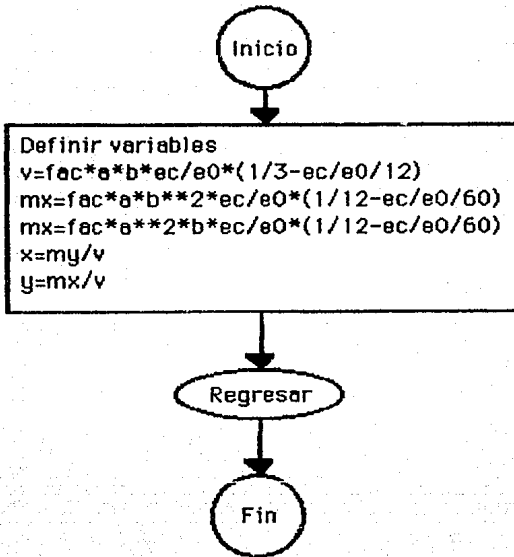 Inicio
Definir variables
v=fac*a*b*ec/e0*(1/3-ec/e0/12)
mx=fac*a*b**2*ec/e0*(1/12-ec/e0/60)
mx=fac*a**2*b*ec/e0*(1/12-ec/e0/60)
x=my/v
y=mx/v
Regresar
Fin